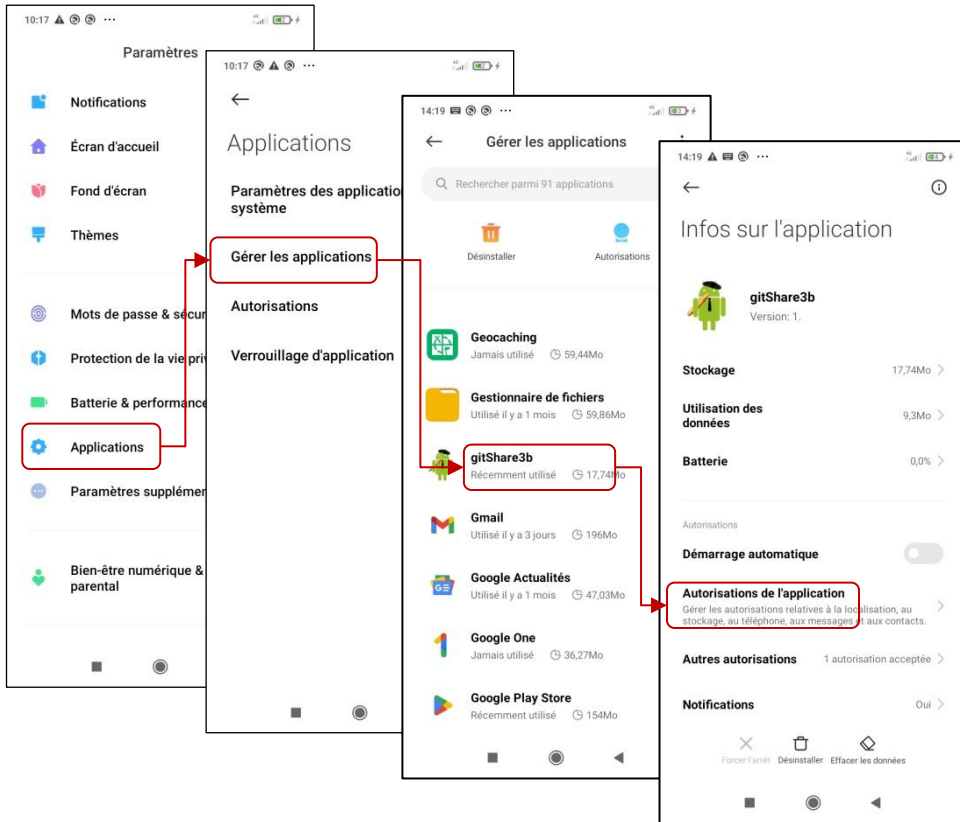 10:17
Paramètres
Notifications
Écran d'accueil
Fond d'écran
Thèmes
Mots de passe & sécur
Protection de la vie priv
Batterie & performance
Applications
Paramètres supplémen
Bien-être numérique &
parental
10:17
Applications
Paramètres des applicatio
système
Gérer les applications
Autorisations
Verrouillage d'application
14:19
Gérer les applications
Rechercher parmi 91 applications
Désinstaller
Autorisations
Geocaching
Jamais utilisé 59,44Mo
Gestionnaire de fichiers
Utilisé il y a 1 mois 59,86Mo
gitShare3b
Récemment utilisé 17,74Mo
Gmail
Utilisé il y a 3 jours 196Mo
Google Actualités
Utilisé il y a 1 mois 47,03Mo
Google One
Jamais utilisé 36,27Mo
Google Play Store
Récemment utilisé 154Mo
14:19
Infos sur l'application
gitShare3b
Version: 1.
Stockage 17,74Mo
Utilisation des
données 9,3Mo
Batterie 0,0%
Autorisations
Démarrage automatique
Autorisations de l'application
Gérer les autorisations relatives à la localisation, au
stockage, au téléphone, aux messages et aux contacts.
Autres autorisations 1 autorisation acceptée
Notifications Oui
Forcer l'arrêt Désinstaller Effacer les données